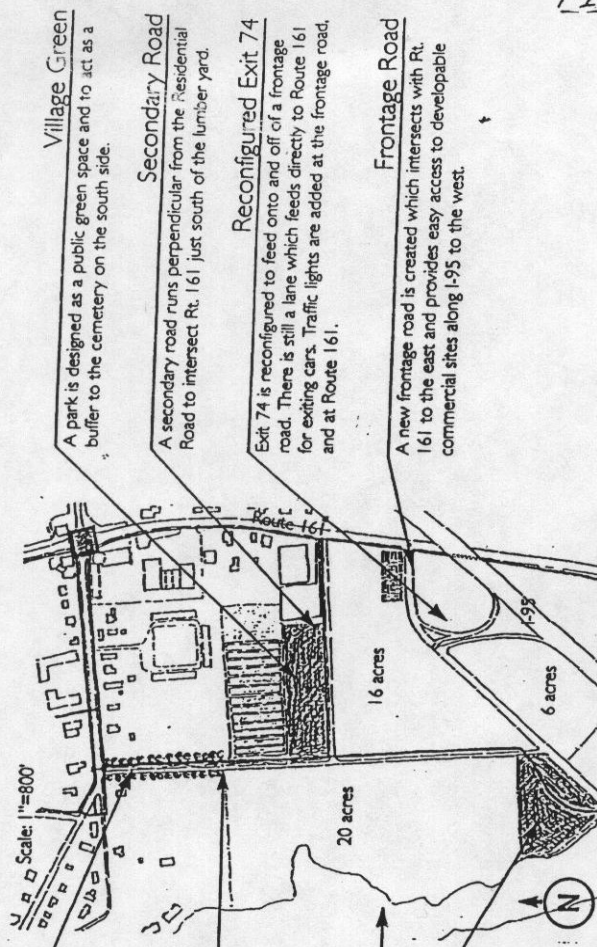 Village Green
A park is designed as a public green space and to act as a
buffer to the cemetery on the south side.
Secondary Road
A secondary road runs perpendicular from the Residential
Road to intersect Rt. 161 just south of the lumber yard.
Reconfigured Exit 74
Exit 74 is reconfigured to feed onto and off of a frontage
road. There is still a lane which feeds directly to Route 161
for exiting cars. Traffic lights are added at the frontage road,
and at Route 161.
Frontage Road
A new frontage road is created which intersects with Rt.
161 to the east and provides easy access to developable
commercial sites along I-95 to the west.
Scale: 1"=800'
Route 161
16 acres
I-95
20 acres
6 acres
N